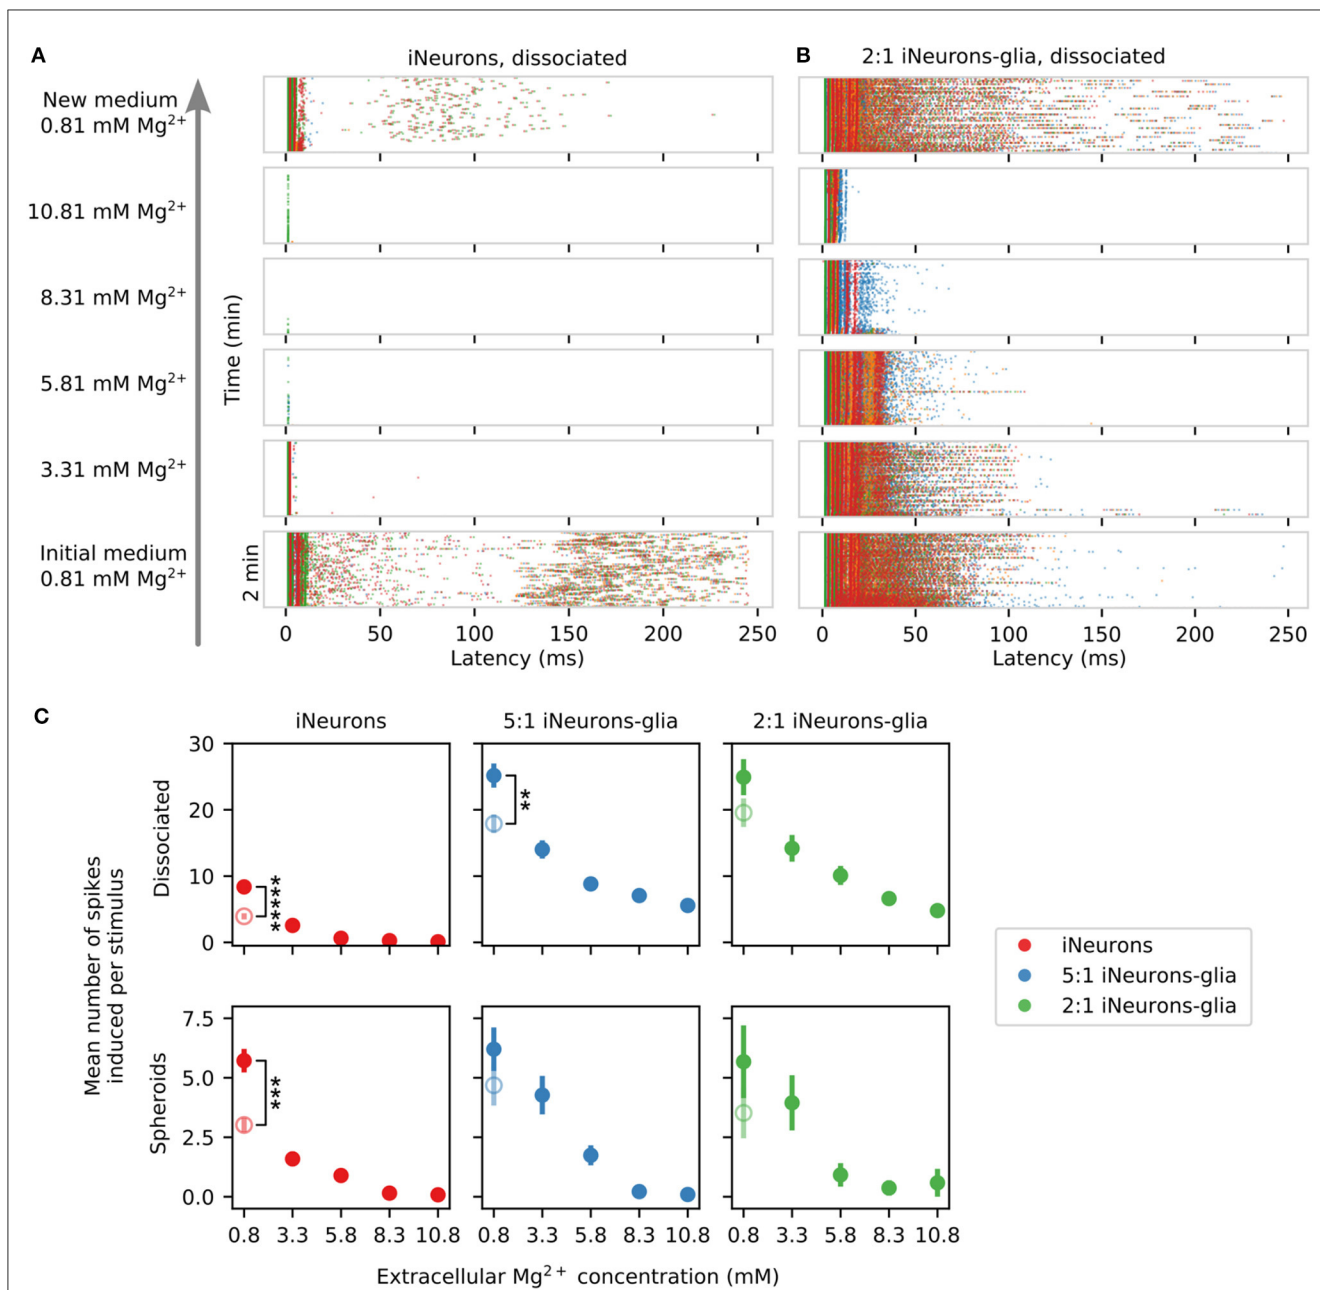 A
iNeurons, dissociated
B
2:1 iNeurons-glia, dissociated
New medium
0.81 mM Mg²⁺
10.81 mM Mg²⁺
8.31 mM Mg²⁺
5.81 mM Mg²⁺
3.31 mM Mg²⁺
Initial medium
0.81 mM Mg²⁺
Time (min)
2 min
0 50 100 150 200 250
Latency (ms)
0 50 100 150 200 250
Latency (ms)
C
iNeurons
5:1 iNeurons-glia
2:1 iNeurons-glia
Mean number of spikes
induced per stimulus
Dissociated
30
20
10
0
*****
**
Spheroids
7.5
5.0
2.5
0.0
***
0.8 3.3 5.8 8.3 10.8
0.8 3.3 5.8 8.3 10.8
0.8 3.3 5.8 8.3 10.8
Extracellular Mg²⁺ concentration (mM)
iNeurons
5:1 iNeurons-glia
2:1 iNeurons-glia